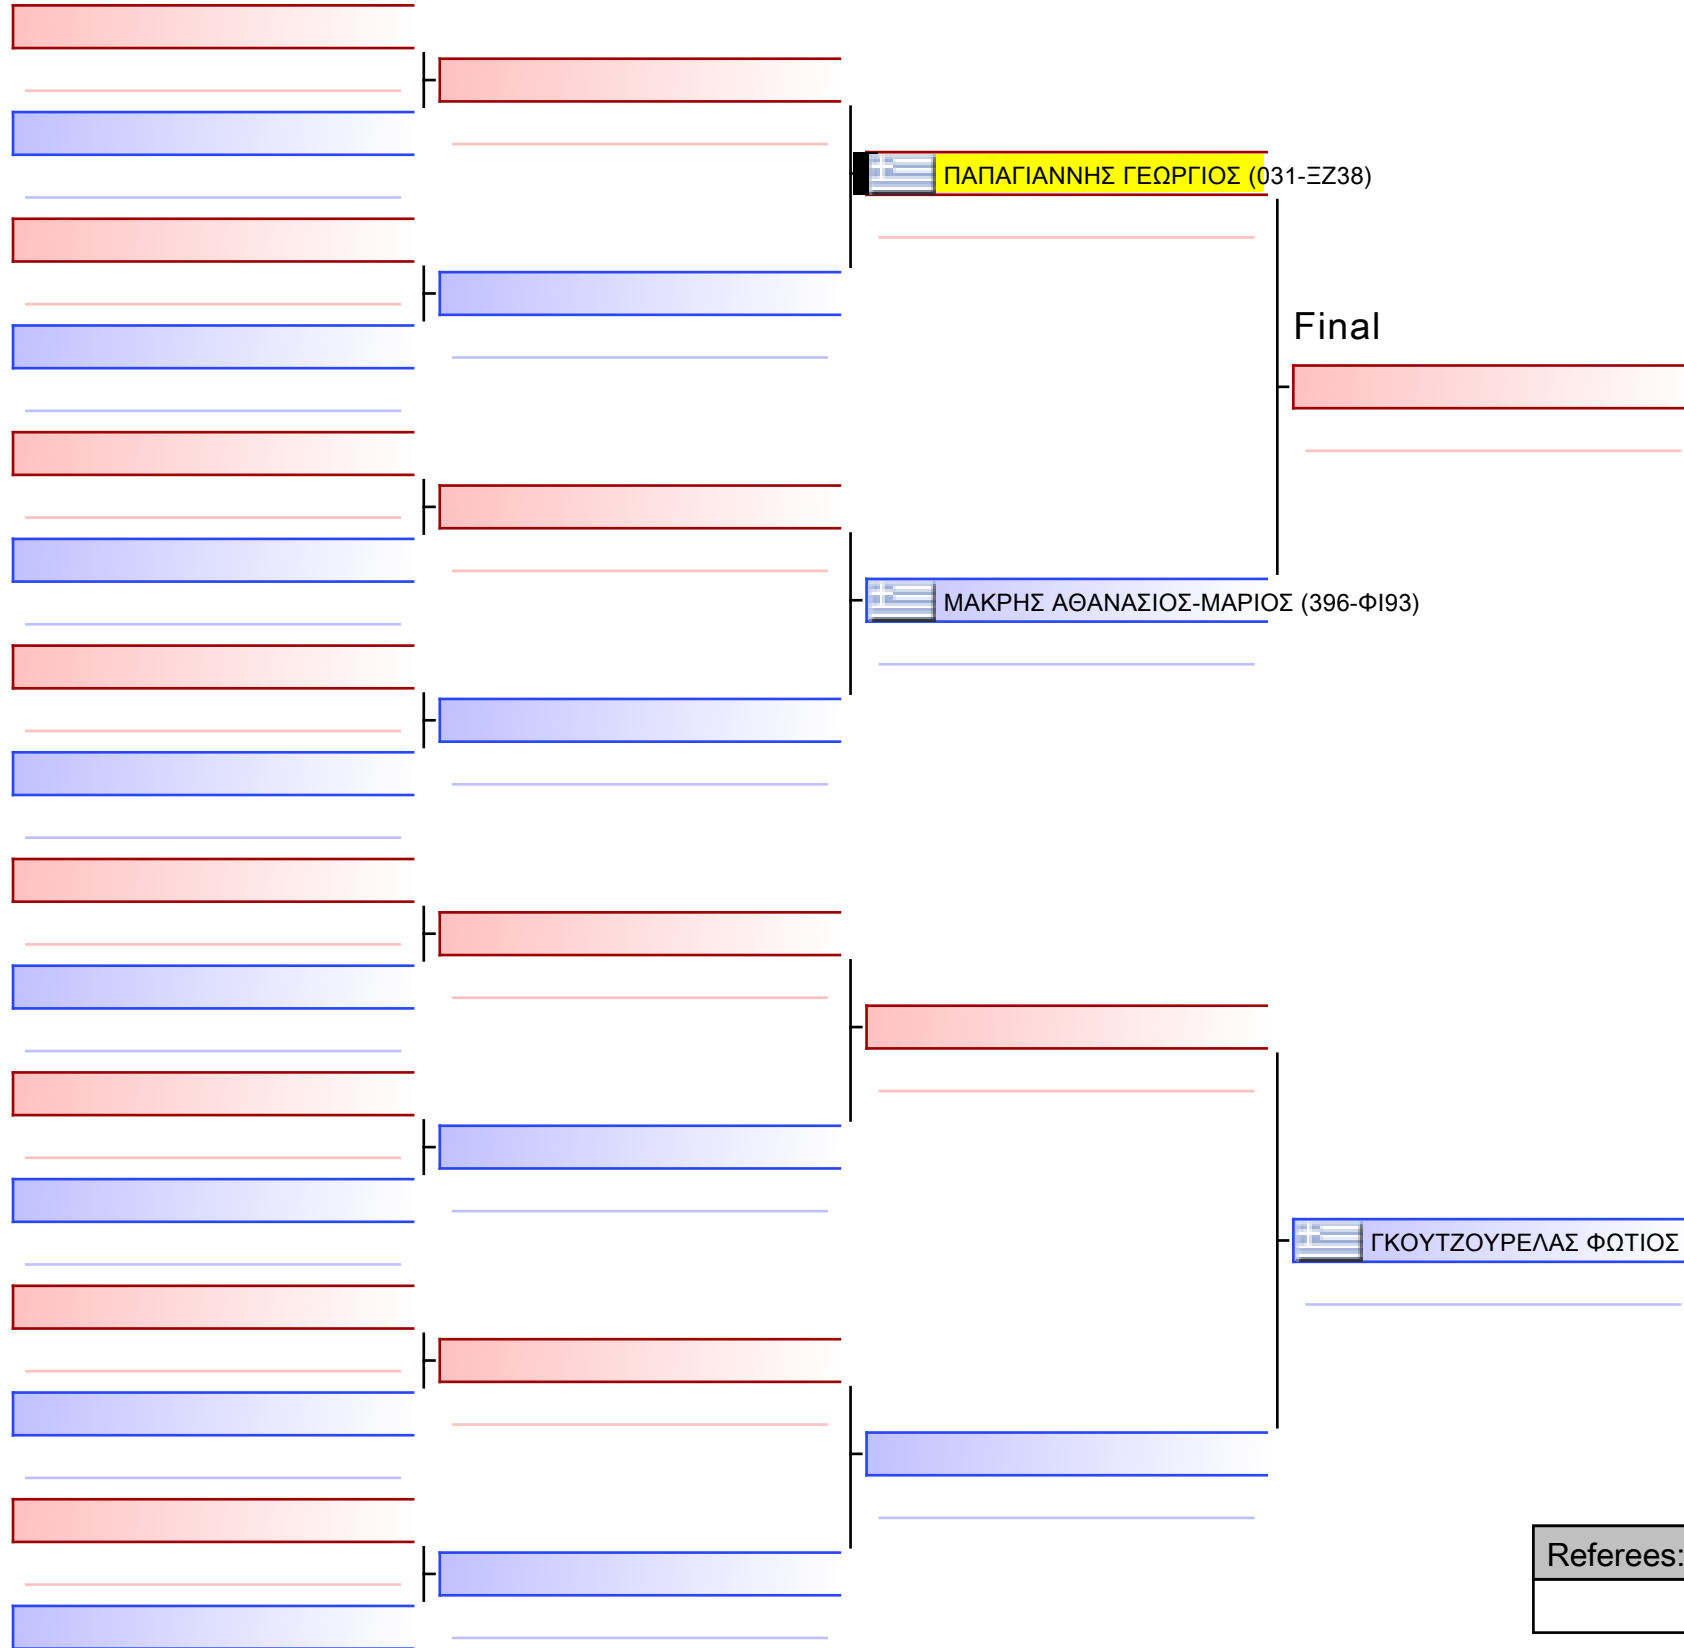 ΠΑΠΑΓΙΑΝΝΗΣ ΓΕΩΡΓΙΟΣ (031-ΞΖ38)
Final
ΜΑΚΡΗΣ ΑΘΑΝΑΣΙΟΣ-ΜΑΡΙΟΣ (396-ΦΙ93)
ΓΚΟΥΤΖΟΥΡΕΛΑΣ ΦΩΤΙΟΣ
Referees: